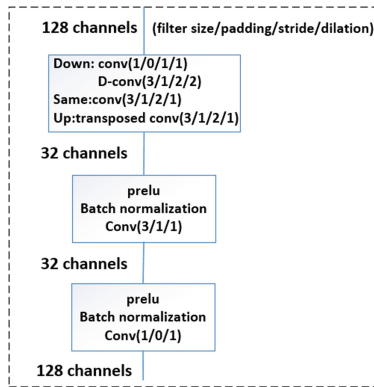 128 channels (filter size/padding/stride/dilation)
Down: conv(1/0/1/1)
D-conv(3/1/2/2)
Same:conv(3/1/2/1)
Up:transposed conv(3/1/2/1)
32 channels
prelu
Batch normalization
Conv(3/1/1)
32 channels
prelu
Batch normalization
Conv(1/0/1)
128 channels